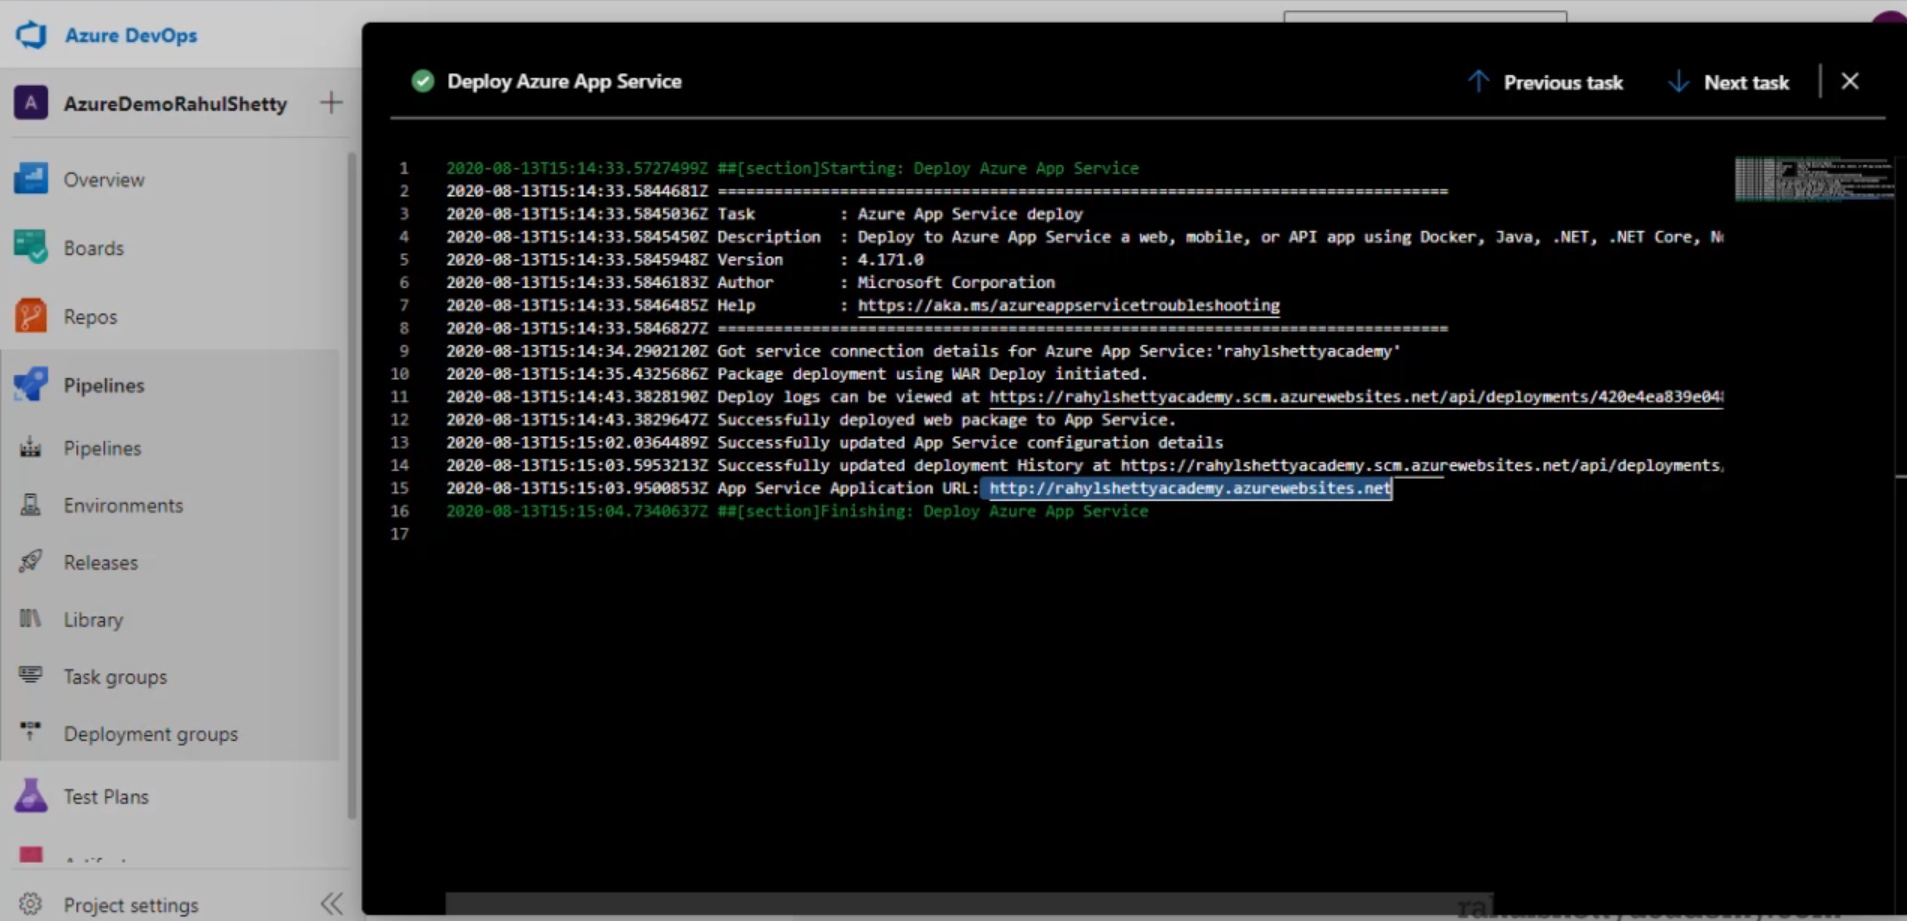 Azure DevOps
AzureDemoRahulShetty
Overview
Boards
Repos
Pipelines
Pipelines
Environments
Releases
Library
Task groups
Deployment groups
Test Plans
Project settings
Deploy Azure App Service
Previous task
Next task
1 2020-08-13T15:14:33.5727499Z ##[section]Starting: Deploy Azure App Service
2 2020-08-13T15:14:33.5844681Z ==============================================================================
3 2020-08-13T15:14:33.5845036Z Task : Azure App Service deploy
4 2020-08-13T15:14:33.5845450Z Description : Deploy to Azure App Service a web, mobile, or API app using Docker, Java, .NET, .NET Core,
5 2020-08-13T15:14:33.5845948Z Version : 4.171.0
6 2020-08-13T15:14:33.5846183Z Author : Microsoft Corporation
7 2020-08-13T15:14:33.5846485Z Help : https://aka.ms/azureappservicetroubleshooting
8 2020-08-13T15:14:33.5846827Z ==============================================================================
9 2020-08-13T15:14:34.2902120Z Got service connection details for Azure App Service:'rahylshettyacademy'
10 2020-08-13T15:14:35.4325686Z Package deployment using WAR Deploy initiated.
11 2020-08-13T15:14:43.3828190Z Deploy logs can be viewed at https://rahylshettyacademy.scm.azurewebsites.net/api/deployments/420e4ea839e04
12 2020-08-13T15:14:43.3829647Z Successfully deployed web package to App Service.
13 2020-08-13T15:15:02.0364489Z Successfully updated App Service configuration details
14 2020-08-13T15:15:03.5953213Z Successfully updated deployment History at https://rahylshettyacademy.scm.azurewebsites.net/api/deployments/
15 2020-08-13T15:15:03.9500853Z App Service Application URL: http://rahylshettyacademy.azurewebsites.net
16 2020-08-13T15:15:04.7340637Z ##[section]Finishing: Deploy Azure App Service
17